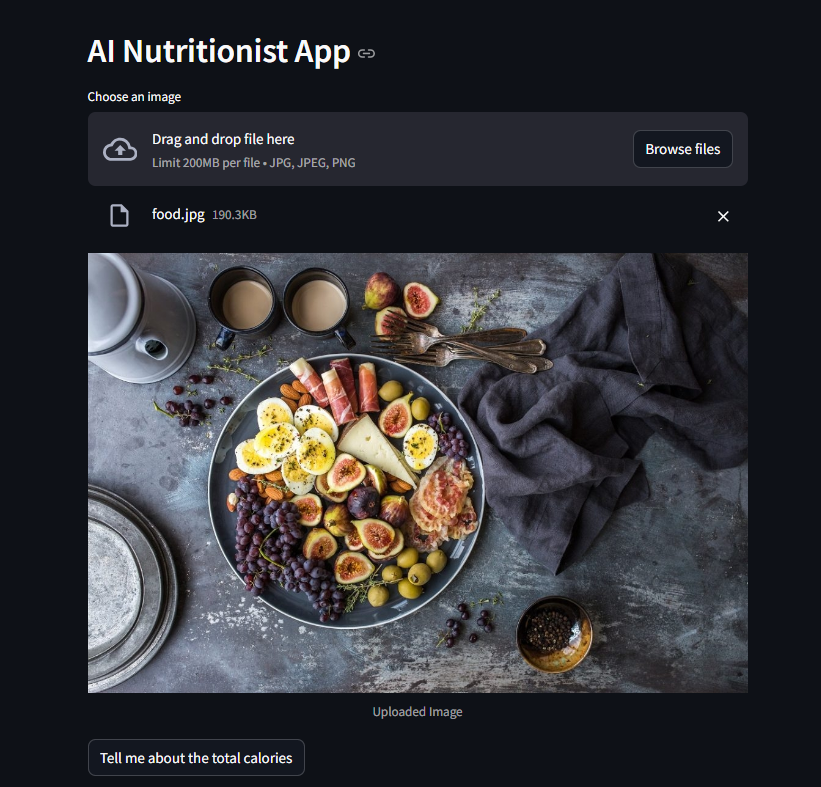 AI Nutritionist App
Choose an image
Drag and drop file here
Limit 200MB per file • JPG, JPEG, PNG
Browse files
food.jpg 190.3KB
Uploaded Image
Tell me about the total calories